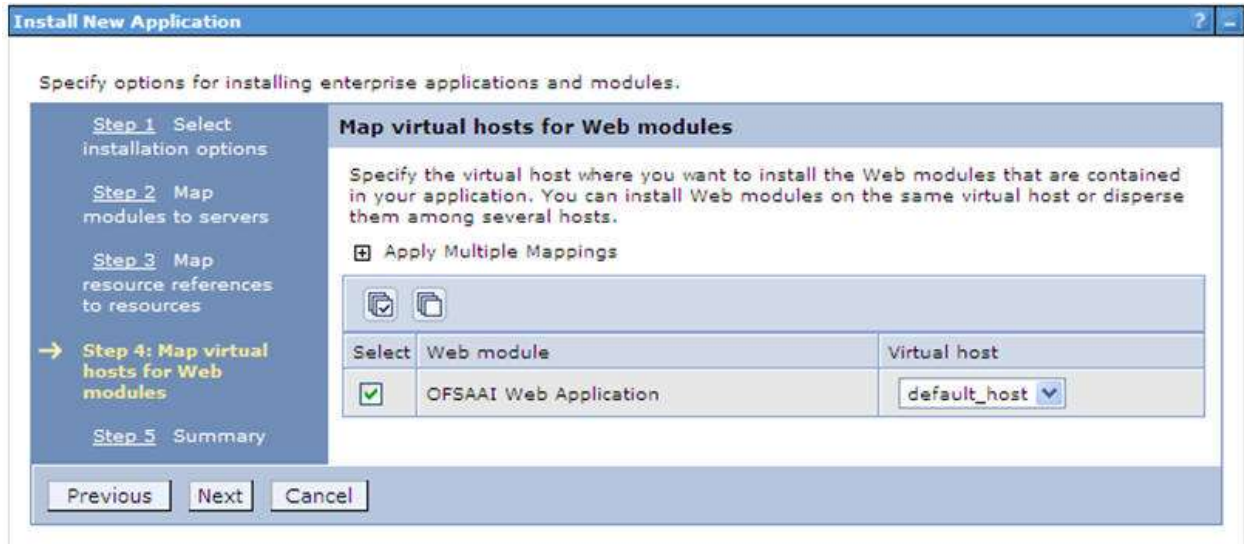 Install New Application
?
Specify options for installing enterprise applications and modules.
Step 1 Select
installation options
Step 2 Map
modules to servers
Step 3 Map
resource references
to resources
Step 4: Map virtual
hosts for Web
modules
Step 5 Summary
Map virtual hosts for Web modules
Specify the virtual host where you want to install the Web modules that are contained
in your application. You can install Web modules on the same virtual host or disperse
them among several hosts.
Apply Multiple Mappings
Select Web module Virtual host
OFSAAI Web Application default_host
Previous Next Cancel